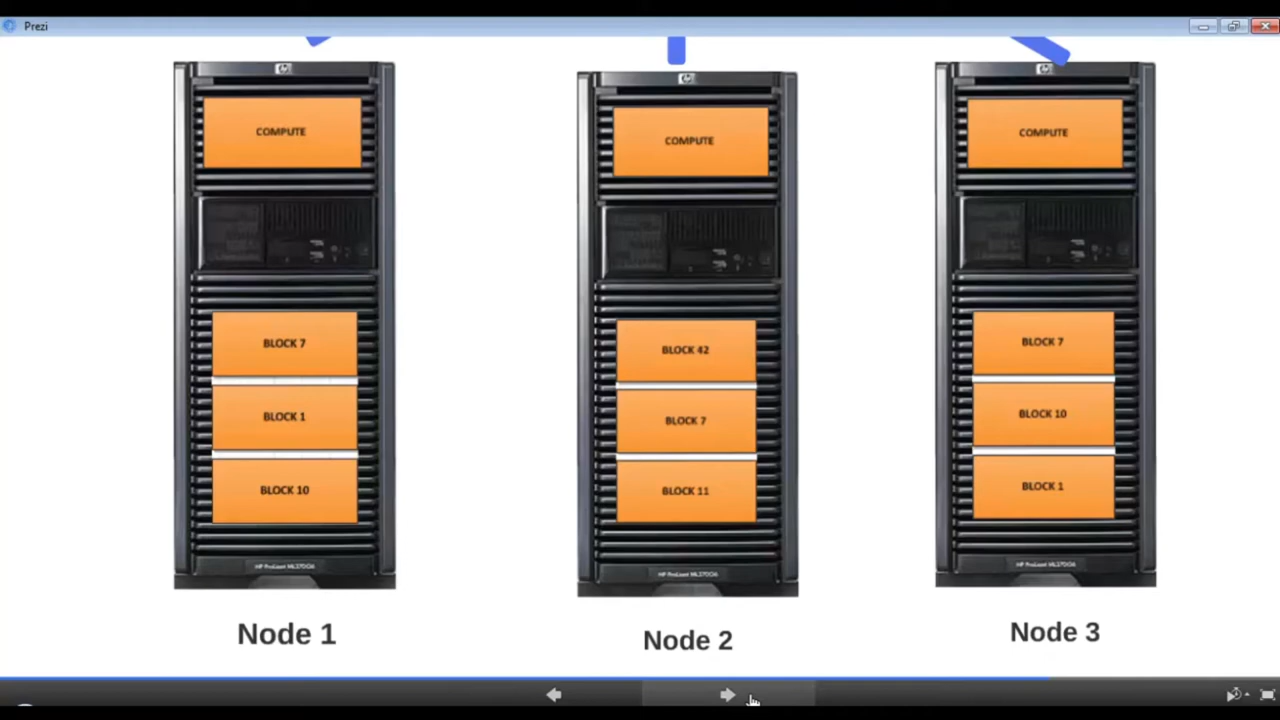 Prezi
COMPUTE
BLOCK 7
BLOCK 1
BLOCK 10
Node 1
COMPUTE
BLOCK 42
BLOCK 7
BLOCK 11
Node 2
COMPUTE
BLOCK 7
BLOCK 10
BLOCK 1
Node 3